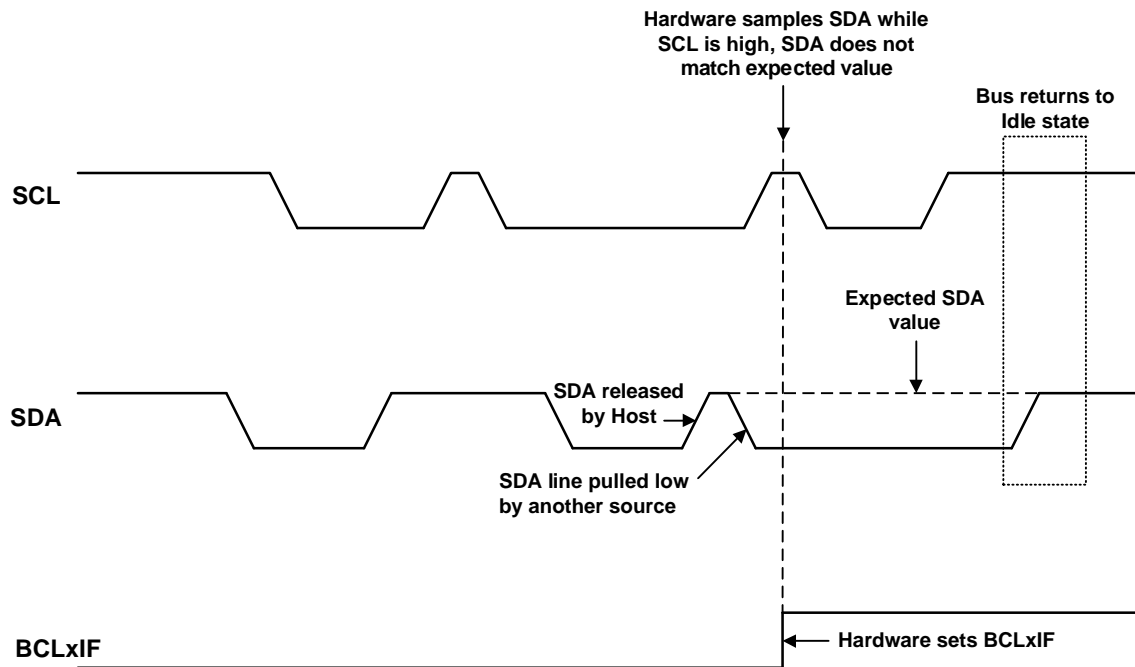 Hardware samples SDA while
SCL is high, SDA does not
match expected value
Bus returns to
Idle state
SCL
Expected SDA
value
SDA
SDA released
by Host
SDA line pulled low
by another source
BCLxIF
Hardware sets BCLxIF